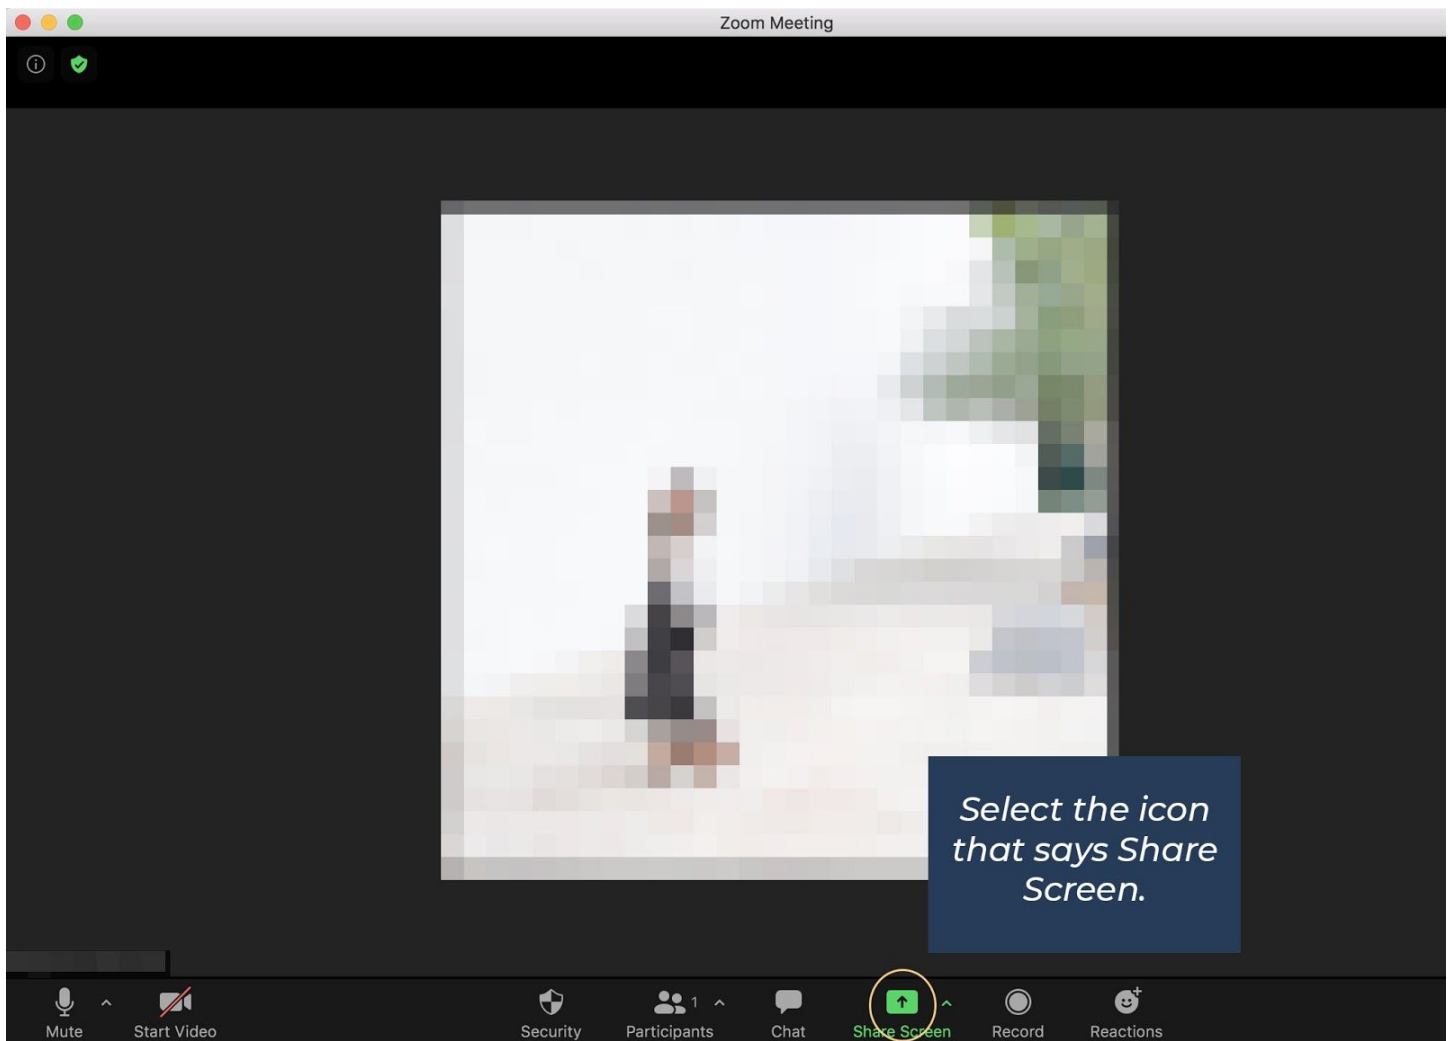 Zoom Meeting
Select the icon
that says Share
Screen.
1
Mute
Start Video
Security
Participants
Chat
Share Screen
Record
Reactions